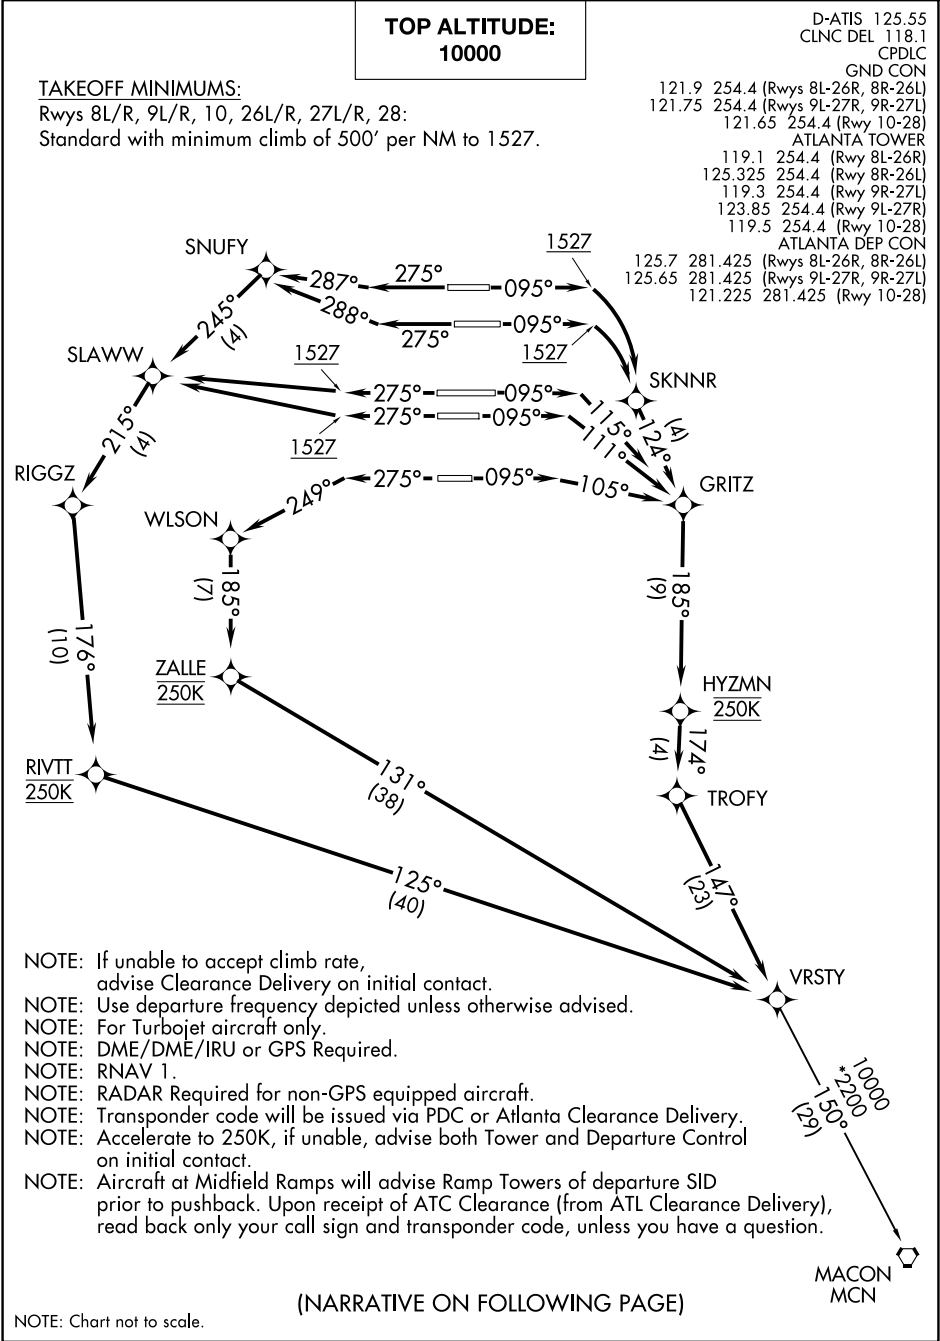 TOP ALTITUDE:
10000
D-ATIS 125.55
CLNC DEL 118.1
CPDLC
GND CON
121.9 254.4 (Rwys 8L-26R, 8R-26L)
121.75 254.4 (Rwys 9L-27R, 9R-27L)
121.65 254.4 (Rwy 10-28)
ATLANTA TOWER
119.1 254.4 (Rwy 8L-26R)
125.325 254.4 (Rwy 8R-26L)
119.3 254.4 (Rwy 9R-27L)
123.85 254.4 (Rwy 9L-27R)
119.5 254.4 (Rwy 10-28)
ATLANTA DEP CON
125.7 281.425 (Rwys 8L-26R, 8R-26L)
125.65 281.425 (Rwys 9L-27R, 9R-27L)
121.225 281.425 (Rwy 10-28)
TAKEOFF MINIMUMS:
Rwys 8L/R, 9L/R, 10, 26L/R, 27L/R, 28:
Standard with minimum climb of 500' per NM to 1527.
SNUFY
1527
287°
275°
095°
288°
275°
095°
1527
245°
(4)
SLAWW
1527
275°
095°
SKNNR
275°
095°
1527
115°
111°
124°
(4)
215°
(4)
RIGGZ
GRITZ
249°
275°
095°
105°
WLSON
185°
(7)
185°
(9)
176°
(10)
ZALLE
250K
HYZMN
250K
174°
(4)
RIVTT
250K
TROFY
131°
(38)
125°
(40)
147°
(23)
VRSTY
10000
*2200
150°
(29)
MACON
MCN
NOTE: If unable to accept climb rate,
advise Clearance Delivery on initial contact.
NOTE: Use departure frequency depicted unless otherwise advised.
NOTE: For Turbojet aircraft only.
NOTE: DME/DME/IRU or GPS Required.
NOTE: RNAV 1.
NOTE: RADAR Required for non-GPS equipped aircraft.
NOTE: Transponder code will be issued via PDC or Atlanta Clearance Delivery.
NOTE: Accelerate to 250K, if unable, advise both Tower and Departure Control
on initial contact.
NOTE: Aircraft at Midfield Ramps will advise Ramp Towers of departure SID
prior to pushback. Upon receipt of ATC Clearance (from ATL Clearance Delivery),
read back only your call sign and transponder code, unless you have a question.
(NARRATIVE ON FOLLOWING PAGE)
NOTE: Chart not to scale.